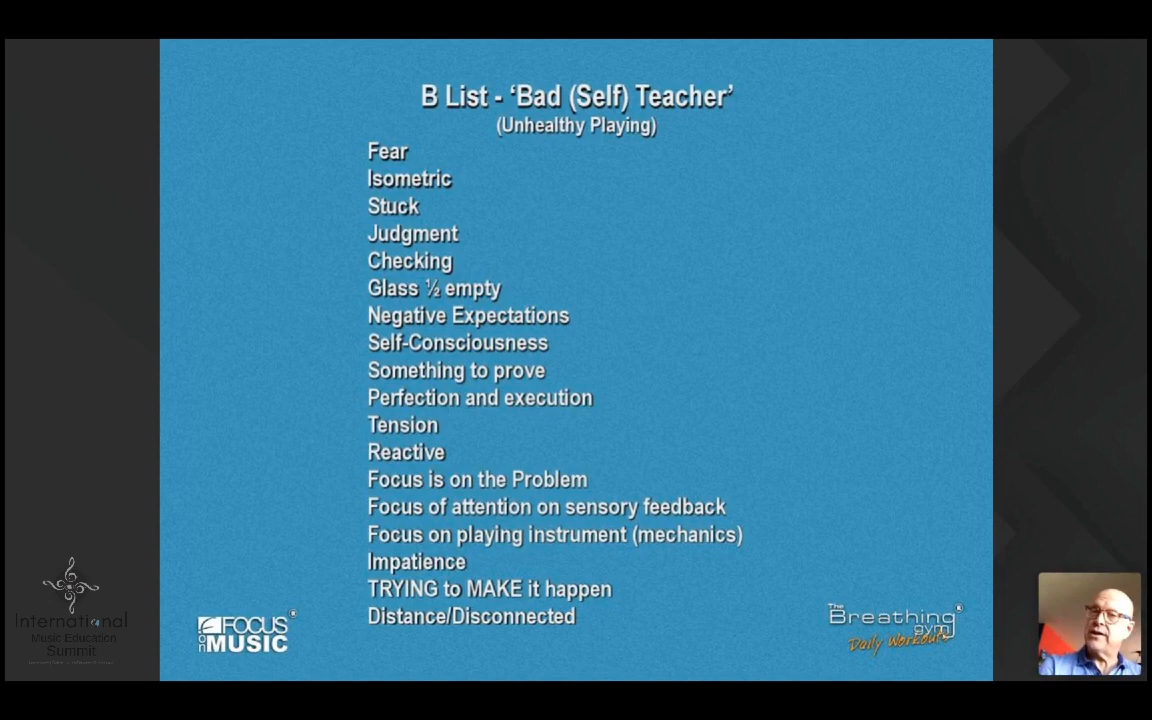 B List - ‘Bad (Self) Teacher’
(Unhealthy Playing)
Fear
Isometric
Stuck
Judgment
Checking
Glass ½ empty
Negative Expectations
Self-Consciousness
Something to prove
Perfection and execution
Tension
Reactive
Focus is on the Problem
Focus of attention on sensory feedback
Focus on playing instrument (mechanics)
Impatience
TRYING to MAKE it happen
Distance/Disconnected
International
Music Education
Summit
FOCUS
on MUSIC
The
Breathing
gym
Daily Workouts